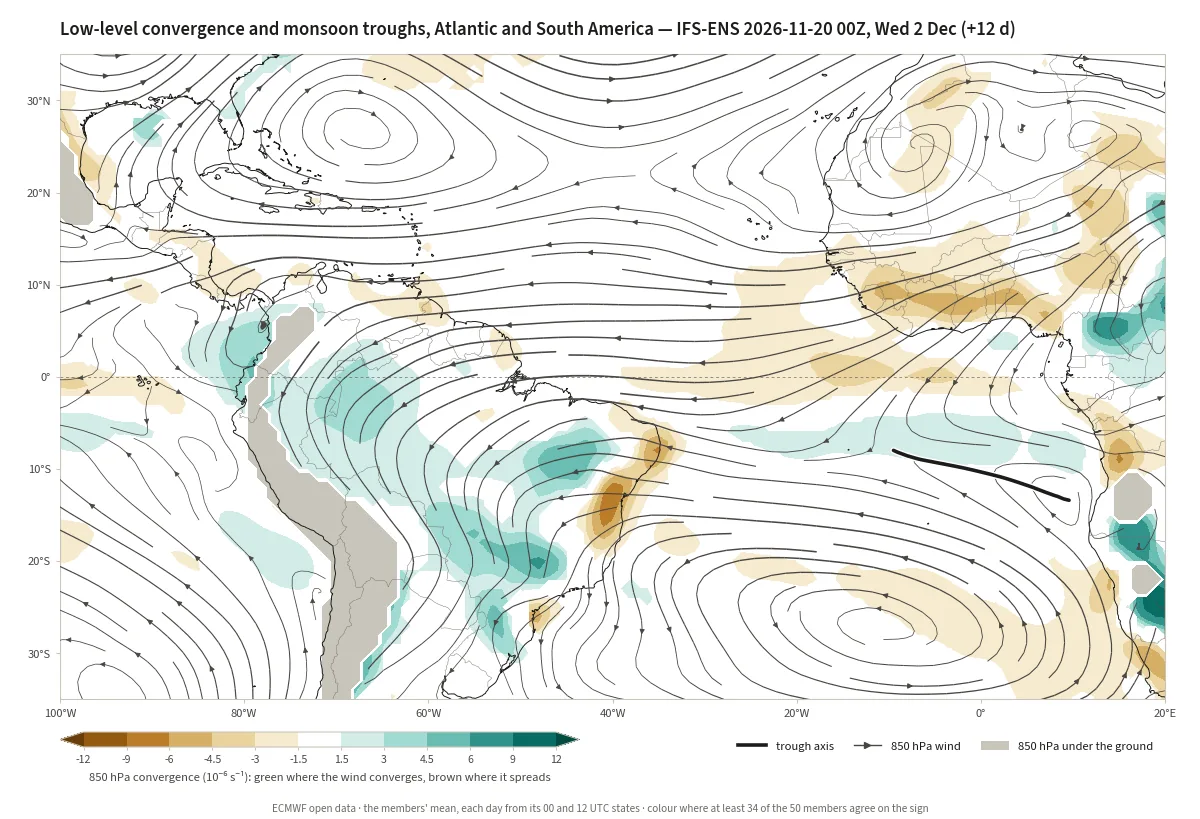 Low-level convergence and monsoon troughs, Atlantic and South America — IFS-ENS 2026-11-20 00Z, Wed 2 Dec (+12 d)
30°N
20°N
10°N
0°
10°S
20°S
30°S
100°W 80°W 60°W 40°W 20°W 0° 20°E
-12 -9 -6 -4.5 -3 -1.5 1.5 3 4.5 6 9 12
850 hPa convergence (10⁻⁶ s⁻¹): green where the wind converges, brown where it spreads
trough axis 850 hPa wind 850 hPa under the ground
ECMWF open data · the members' mean, each day from its 00 and 12 UTC states · colour where at least 34 of the 50 members agree on the sign